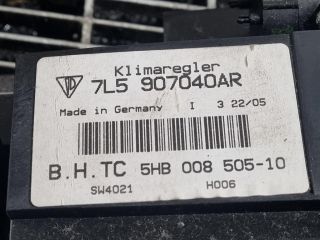 Klimaregler
7L5 907040AR
Made in Germany I 3 22/05
B.H.TC 5HB 008 505-10
SW4021 H006